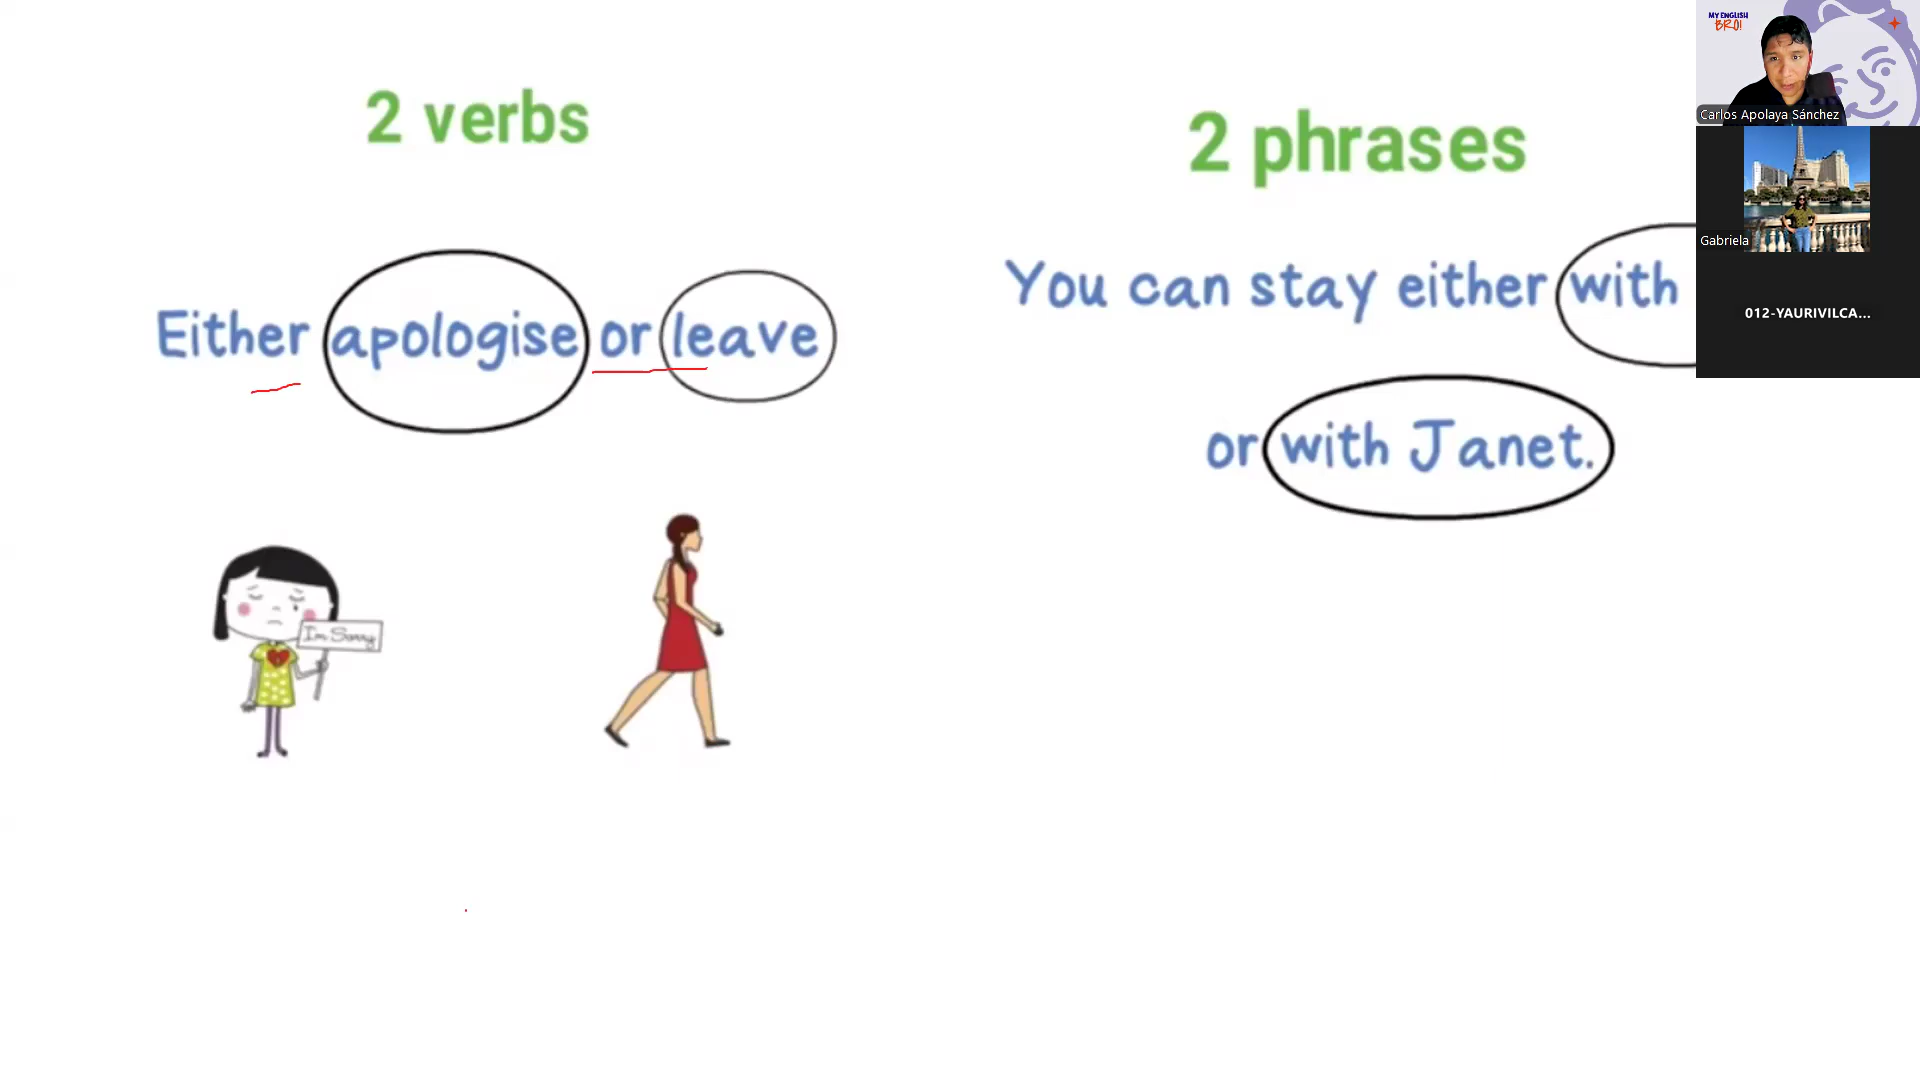 2 verbs
Either apologise or leave
I'm Sorry
2 phrases
You can stay either with
or with Janet.
MY ENGLISH
BRO!
Carlos Apolaya Sánchez
Gabriela
012-YAURIVILCA...